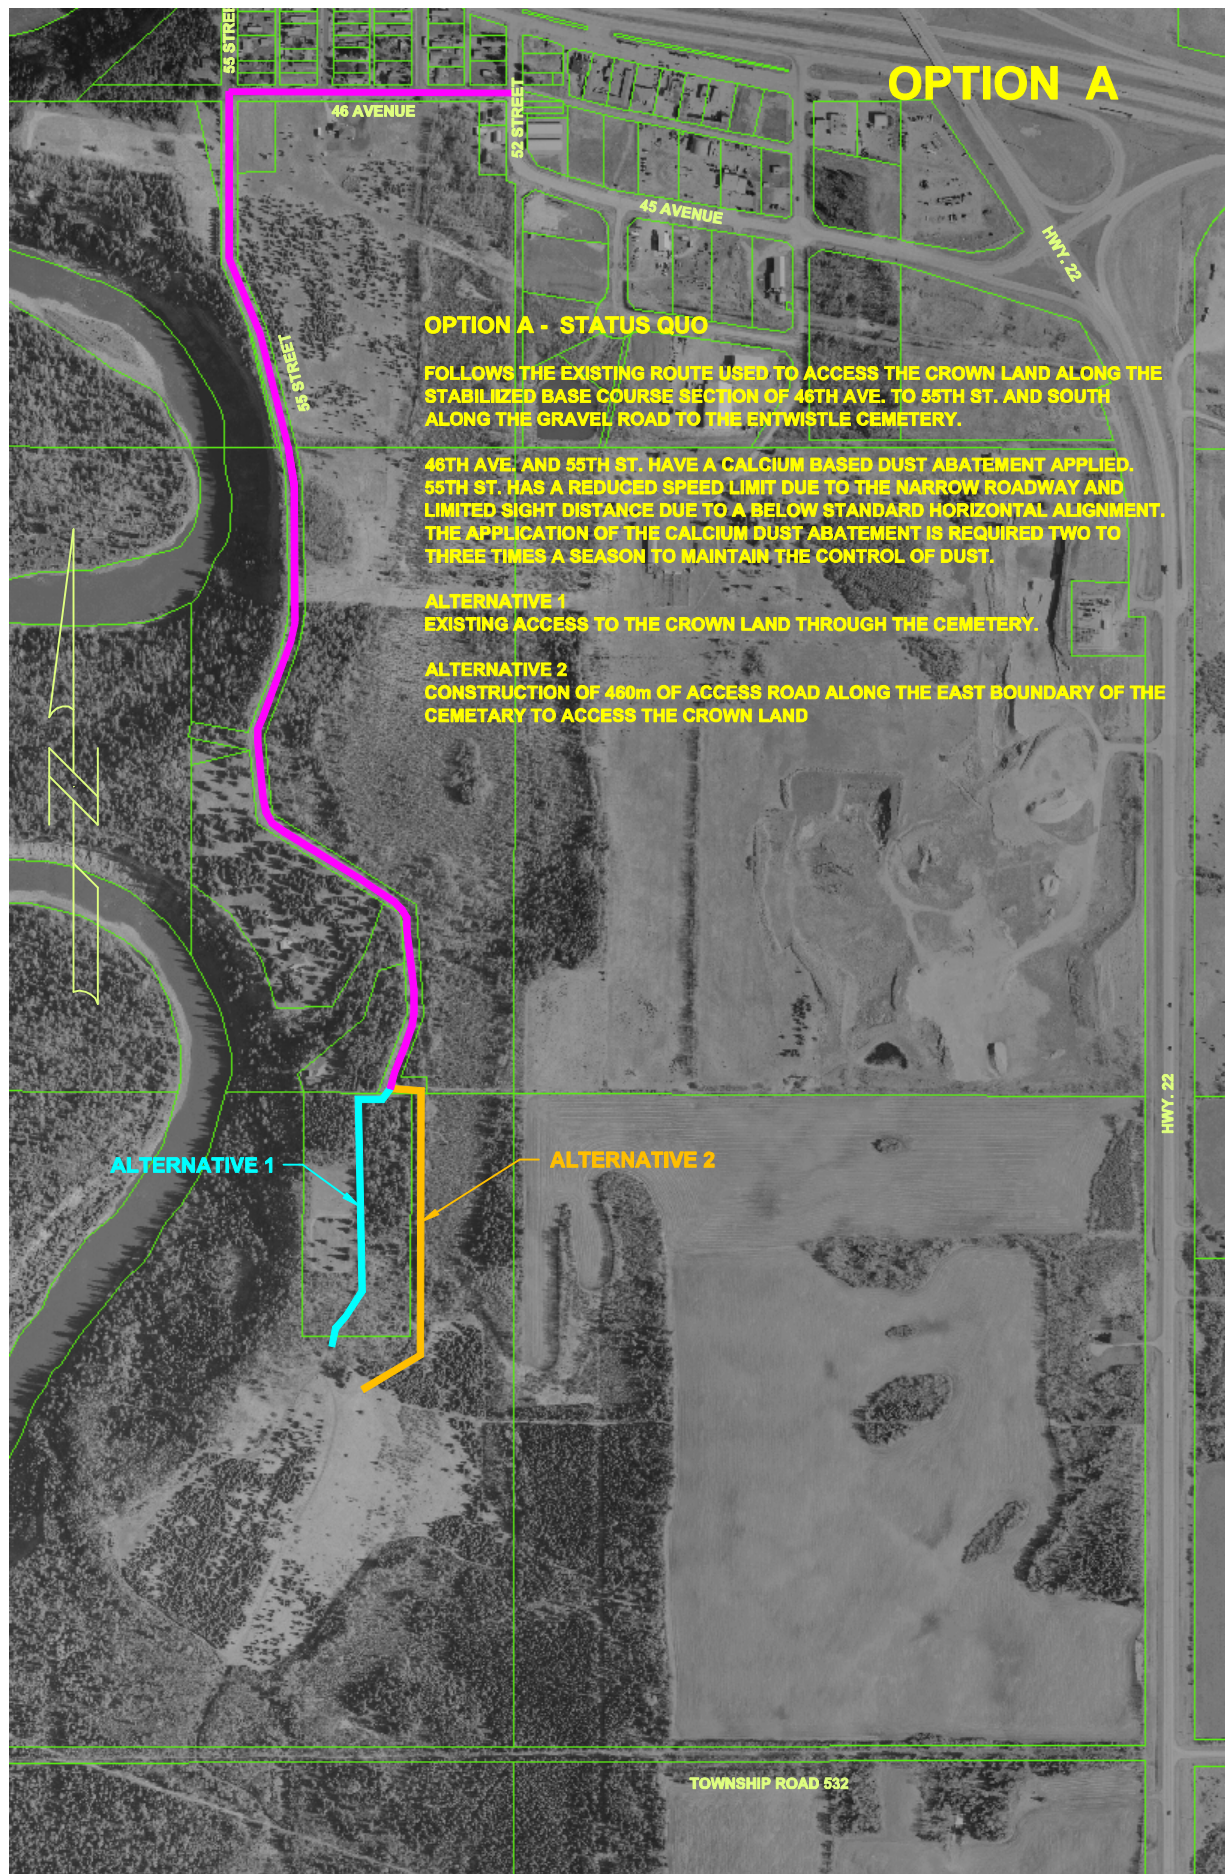 OPTION A
55 STREET
46 AVENUE
52 STREET
45 AVENUE
HWY. 22
55 STREET
OPTION A - STATUS QUO
FOLLOWS THE EXISTING ROUTE USED TO ACCESS THE CROWN LAND ALONG THE
STABILIZED BASE COURSE SECTION OF 46TH AVE. TO 55TH ST. AND SOUTH
ALONG THE GRAVEL ROAD TO THE ENTWISTLE CEMETERY.
46TH AVE. AND 55TH ST. HAVE A CALCIUM BASED DUST ABATEMENT APPLIED.
55TH ST. HAS A REDUCED SPEED LIMIT DUE TO THE NARROW ROADWAY AND
LIMITED SIGHT DISTANCE DUE TO A BELOW STANDARD HORIZONTAL ALIGNMENT.
THE APPLICATION OF THE CALCIUM DUST ABATEMENT IS REQUIRED TWO TO
THREE TIMES A SEASON TO MAINTAIN THE CONTROL OF DUST.
ALTERNATIVE 1
EXISTING ACCESS TO THE CROWN LAND THROUGH THE CEMETERY.
ALTERNATIVE 2
CONSTRUCTION OF 460m OF ACCESS ROAD ALONG THE EAST BOUNDARY OF THE
CEMETARY TO ACCESS THE CROWN LAND
HWY. 22
ALTERNATIVE 1
ALTERNATIVE 2
TOWNSHIP ROAD 532